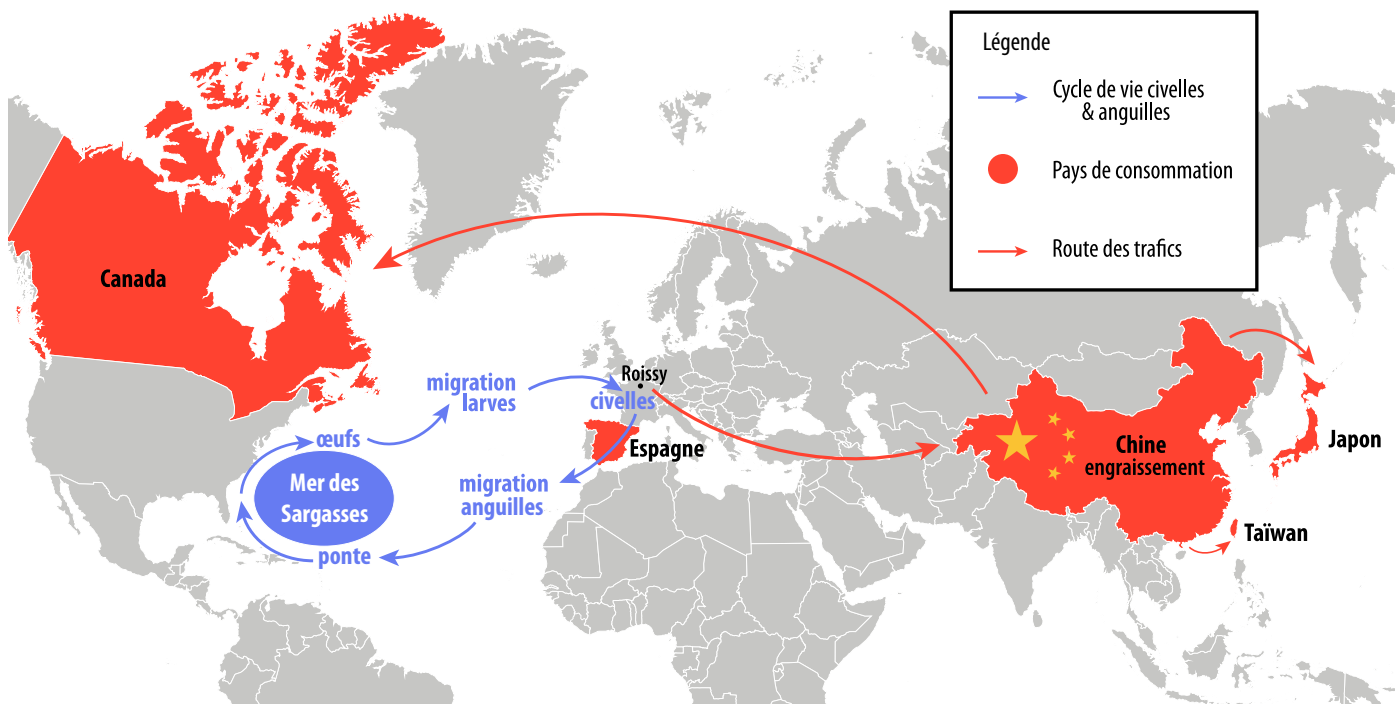 Légende
Cycle de vie civelles
& anguilles
Pays de consommation
Route des trafics
Canada
Roissy
migration
larves
civelles
œufs
Espagne
Chine
engraissement
Japon
Mer des
Sargasses
migration
anguilles
Taïwan
ponte